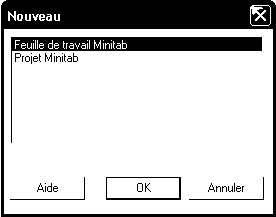 Nouveau
Feuille de travail Minitab
Projet Minitab
Aide OK Annuler